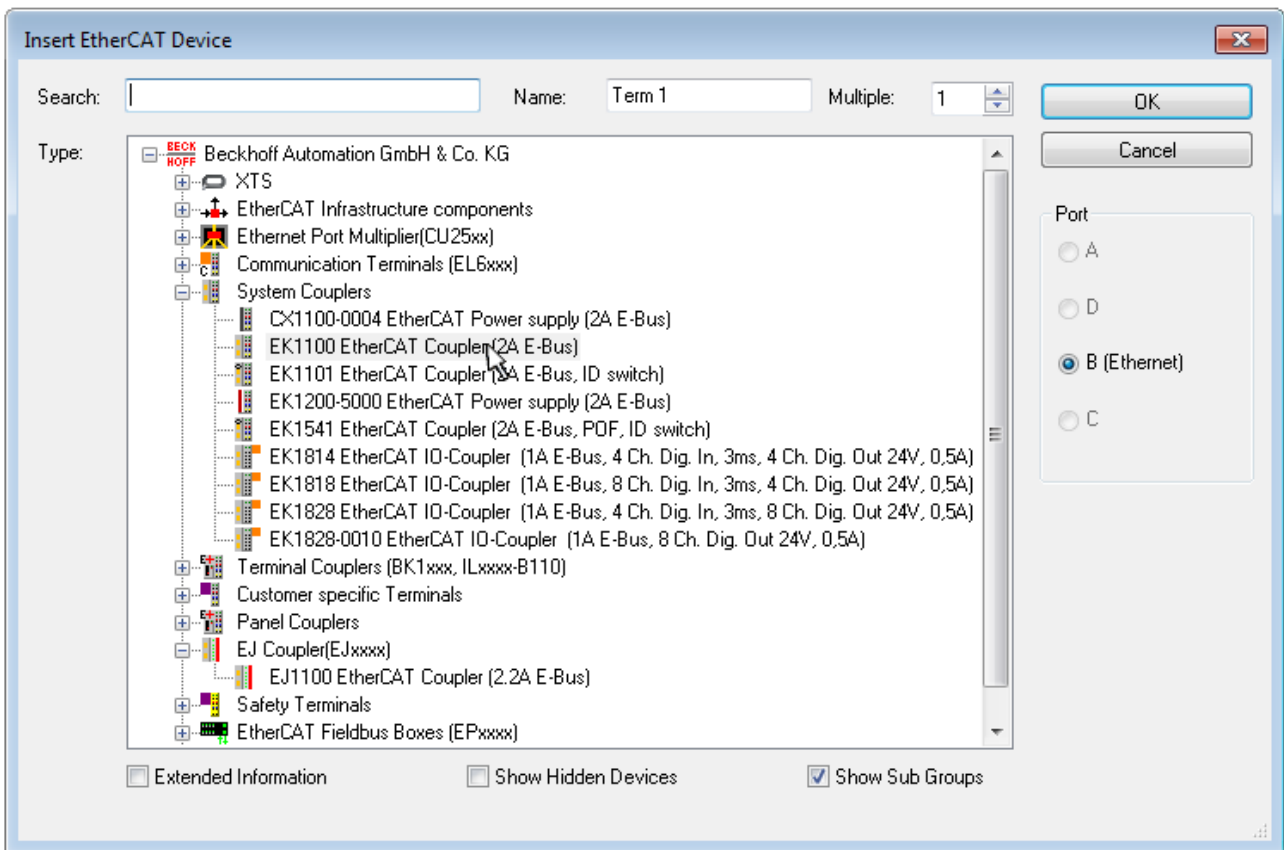 Insert EtherCAT Device
Search: Name: Term 1 Multiple: 1 OK
Cancel
Type:
BECK HOFF Beckhoff Automation GmbH & Co. KG
XTS
EtherCAT Infrastructure components
Ethernet Port Multiplier(CU25xx)
Communication Terminals (EL6xxx)
System Couplers
CX1100-0004 EtherCAT Power supply (2A E-Bus)
EK1100 EtherCAT Coupler (2A E-Bus)
EK1101 EtherCAT Coupler (2A E-Bus, ID switch)
EK1200-5000 EtherCAT Power supply (2A E-Bus)
EK1541 EtherCAT Coupler (2A E-Bus, POF, ID switch)
EK1814 EtherCAT IO-Coupler (1A E-Bus, 4 Ch. Dig. In, 3ms, 4 Ch. Dig. Out 24V, 0,5A)
EK1818 EtherCAT IO-Coupler (1A E-Bus, 8 Ch. Dig. In, 3ms, 4 Ch. Dig. Out 24V, 0,5A)
EK1828 EtherCAT IO-Coupler (1A E-Bus, 4 Ch. Dig. In, 3ms, 8 Ch. Dig. Out 24V, 0,5A)
EK1828-0010 EtherCAT IO-Coupler (1A E-Bus, 8 Ch. Dig. Out 24V, 0,5A)
Terminal Couplers (BK1xxx, ILxxxx-B110)
Customer specific Terminals
Panel Couplers
EJ Coupler(EJxxxx)
EJ1100 EtherCAT Coupler (2.2A E-Bus)
Safety Terminals
EtherCAT Fieldbus Boxes (EPxxxx)
Port
A
D
B (Ethernet)
C
Extended Information Show Hidden Devices Show Sub Groups